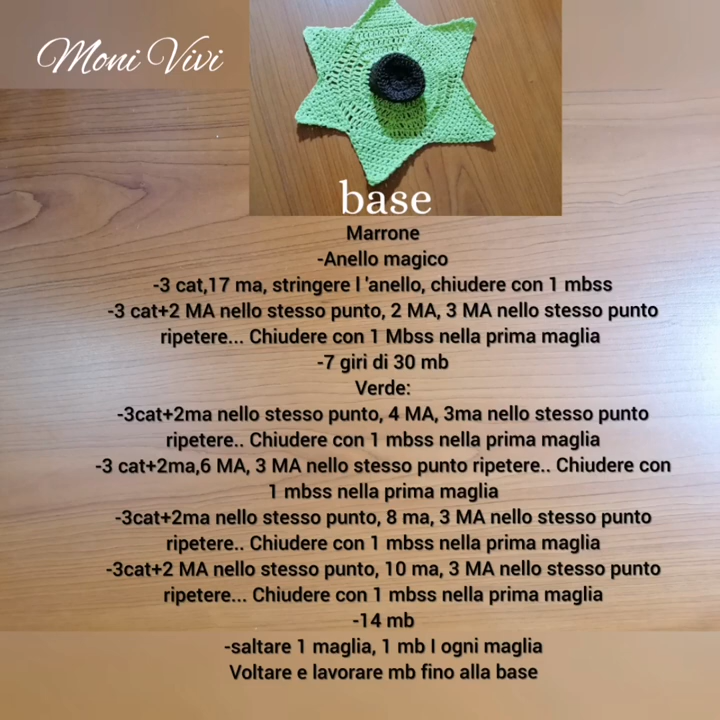 Moni Vivi
base
Marrone
-Anello magico
-3 cat,17 ma, stringere l 'anello, chiudere con 1 mbss
-3 cat+2 MA nello stesso punto, 2 MA, 3 MA nello stesso punto
ripetere... Chiudere con 1 Mbss nella prima maglia
-7 giri di 30 mb
Verde:
-3cat+2ma nello stesso punto, 4 MA, 3ma nello stesso punto
ripetere.. Chiudere con 1 mbss nella prima maglia
-3 cat+2ma,6 MA, 3 MA nello stesso punto ripetere.. Chiudere con
1 mbss nella prima maglia
-3cat+2ma nello stesso punto, 8 ma, 3 MA nello stesso punto
ripetere.. Chiudere con 1 mbss nella prima maglia
-3cat+2 MA nello stesso punto, 10 ma, 3 MA nello stesso punto
ripetere... Chiudere con 1 mbss nella prima maglia
-14 mb
-saltare 1 maglia, 1 mb I ogni maglia
Voltare e lavorare mb fino alla base